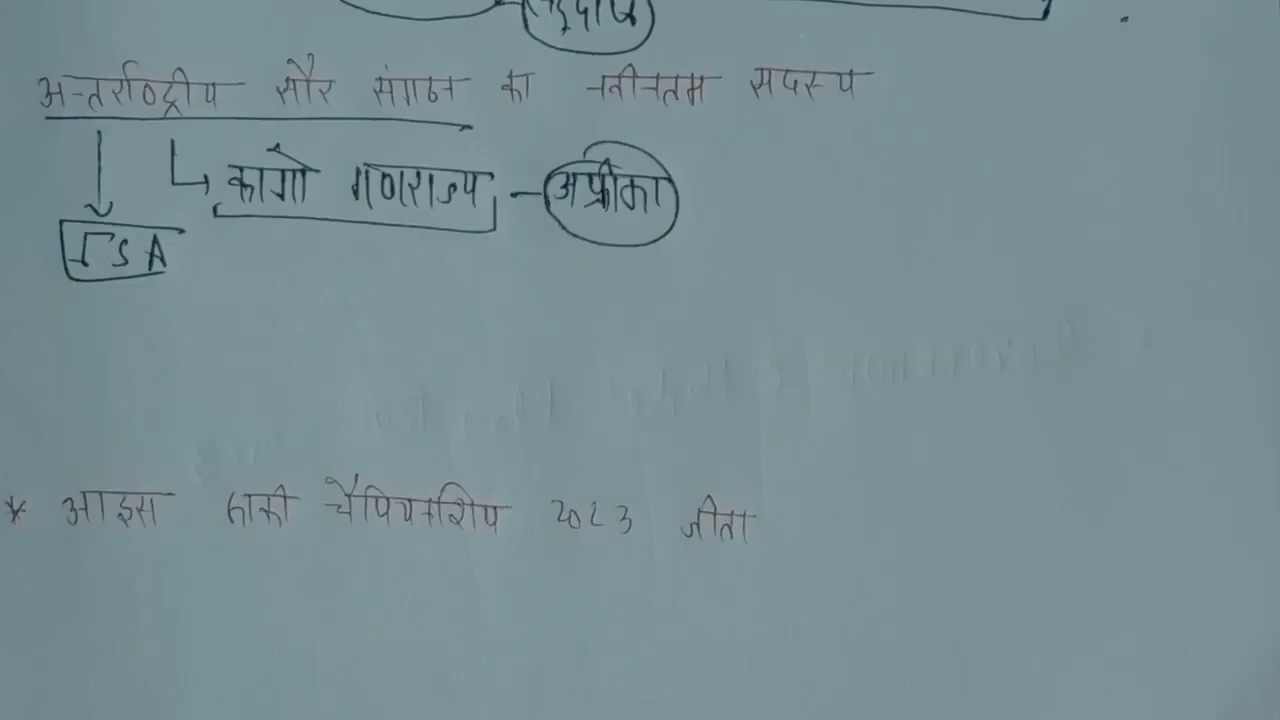 अन्तर्राष्ट्रीय सौर संगठन का नवीनतम सदस्य
कांगो गणराज्य - अफ्रीका
ISA
* आइस हाकी चैंपियनशिप 2023 जीता